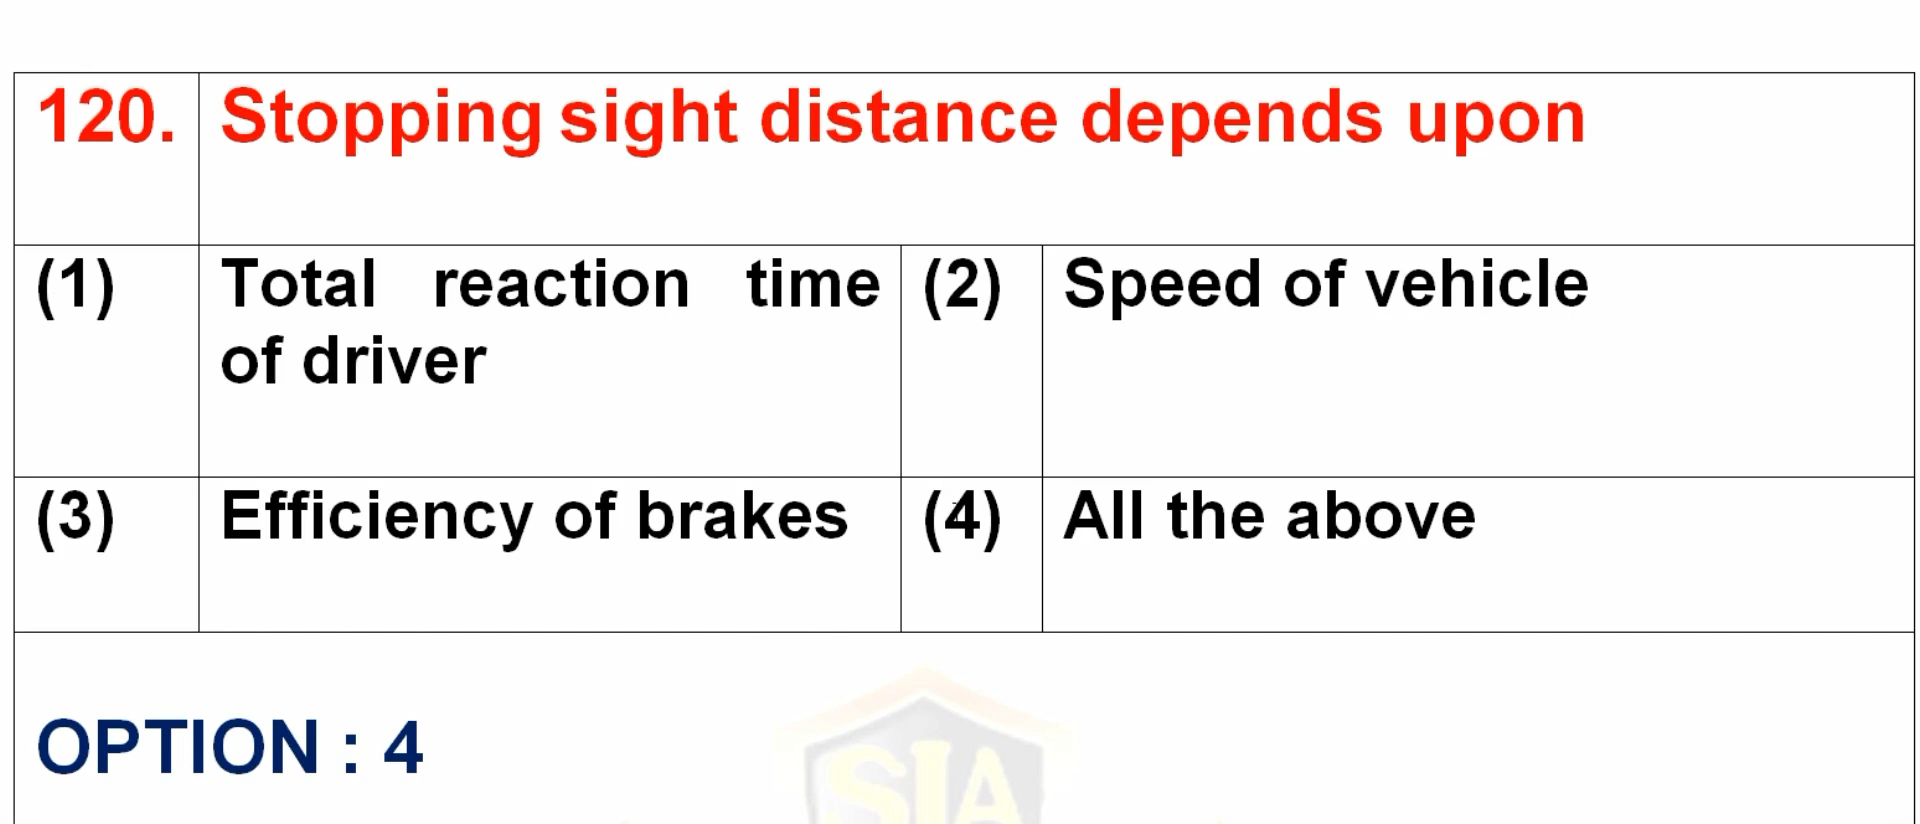 120. Stopping sight distance depends upon
(1) Total reaction time (2) Speed of vehicle
of driver
(3) Efficiency of brakes (4) All the above
OPTION : 4
SIA